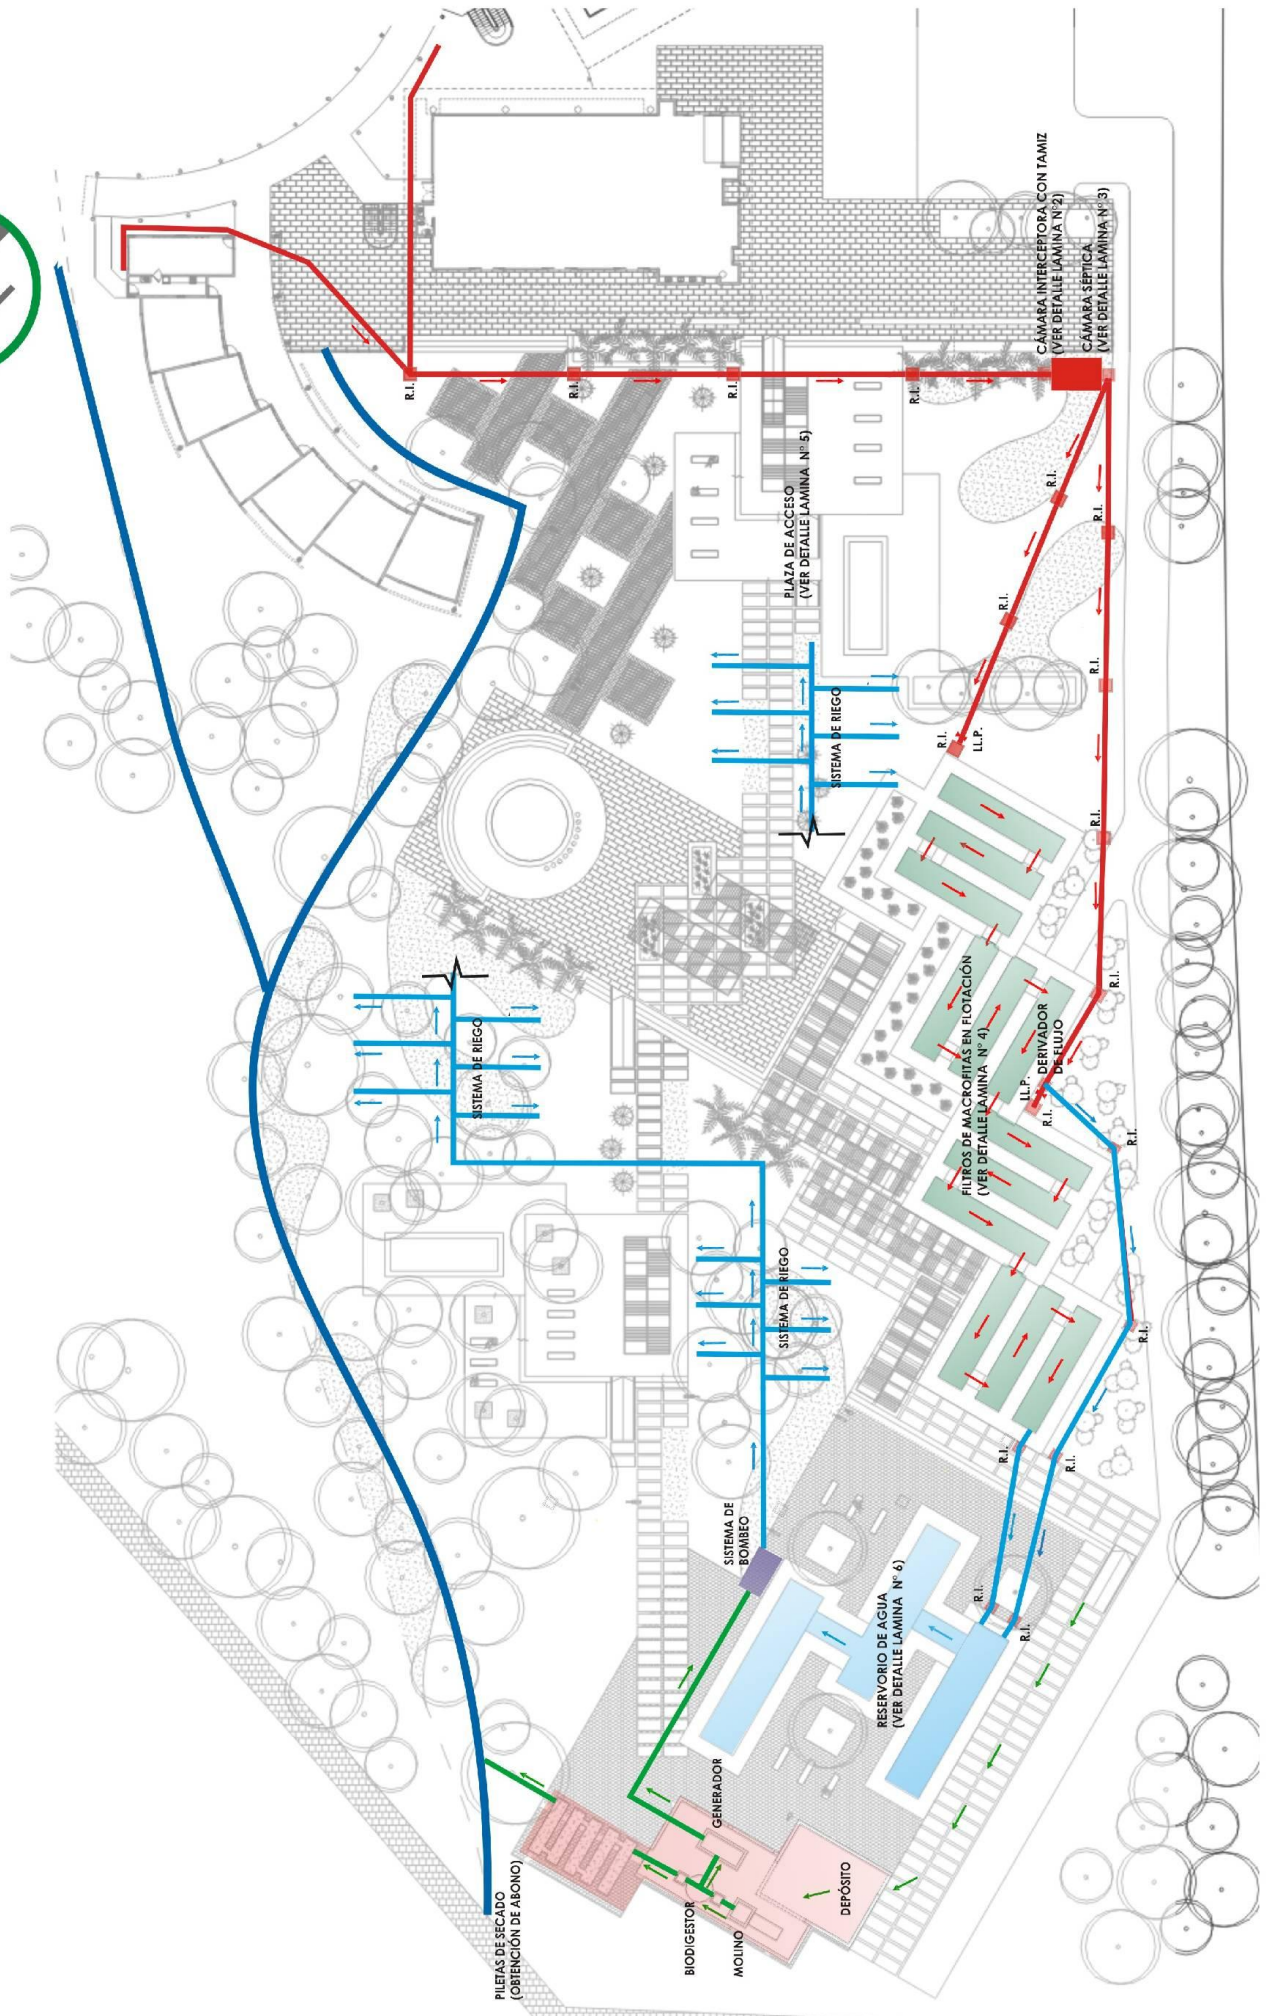 PILETAS DE SECADO
(OBTENCIÓN DE ABONO)
R.I.
SISTEMA DE RIEGO
R.I.
BIODIGESTOR
GENERADOR
MOLINO
SISTEMA DE
BOMBEO
R.I.
SISTEMA DE RIEGO
PLAZA DE ACCESO
(VER DETALLE LAMINA N° 5)
SISTEMA DE RIEGO
DEPÓSITO
RESERVORIO DE AGUA
(VER DETALLE LAMINA N° 6)
R.I.
R.I.
LL.P.
FILTROS DE MACROFITAS EN FLOTACIÓN
(VER DETALLE LAMINA N° 4)
R.I.
R.I.
R.I.
R.I.
LL.P.
R.I.
DERIVADOR
DE FLUJO
CÁMARA INTERCEPTORA CON TAMIZ
(VER DETALLE LAMINA N°2)
R.I.
R.I.
CÁMARA SÉPTICA
(VER DETALLE LAMINA N° 3)
R.I.
R.I.
R.I.
R.I.
R.I.
R.I.